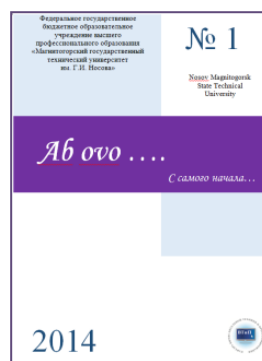 Федеральное государственное
бюджетное образовательное
учреждение высшего
профессионального образования
«Магнитогорский государственный
технический университет
им. Г.И. Носова»
№ 1
Nosov Magnitogorsk
State Technical
University
Ab ovo ....
С самого начала...
2014